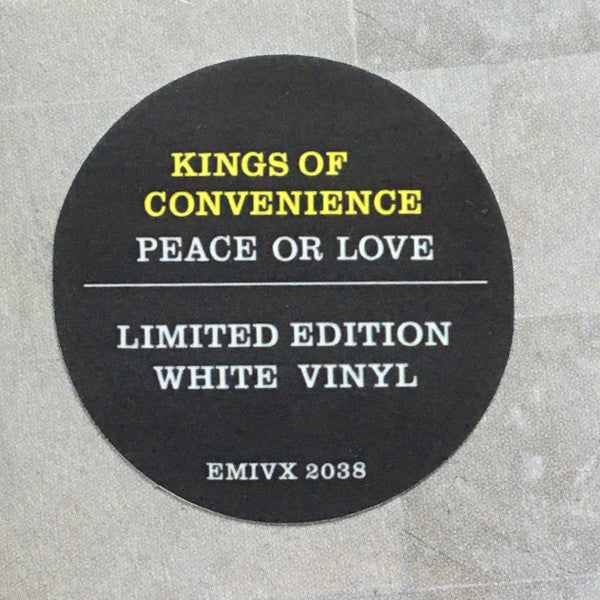 KINGS OF
CONVENIENCE
PEACE OR LOVE
LIMITED EDITION
WHITE VINYL
EMIVX 2038